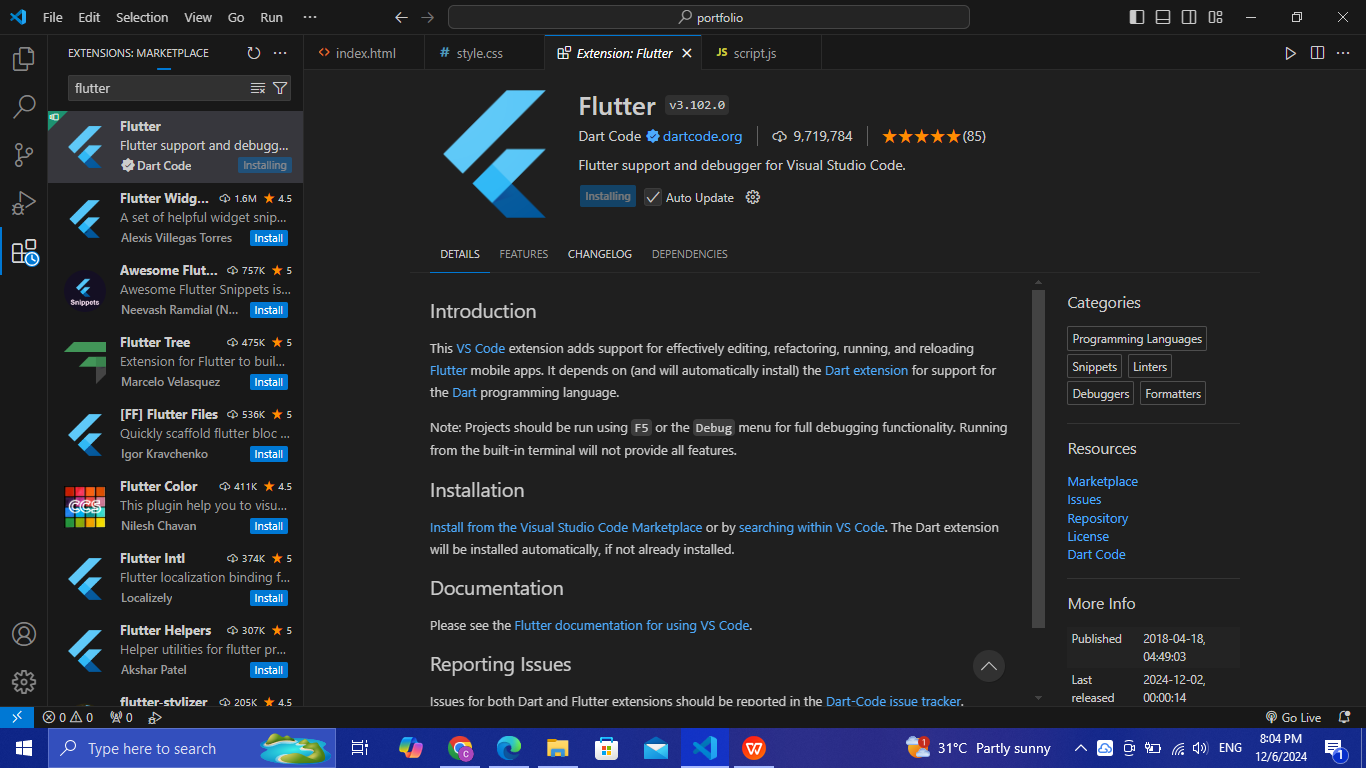 File Edit Selection View Go Run ···
portfolio
EXTENSIONS: MARKETPLACE
flutter
Flutter
Flutter support and debugg...
Dart Code Installing
Flutter Widg... 1.6M 4.5
A set of helpful widget snip...
Alexis Villegas Torres Install
Awesome Flut... 757K 5
Awesome Flutter Snippets is...
Snippets
Neevash Ramdial (N... Install
Flutter Tree 475K 5
Extension for Flutter to buil...
Marcelo Velasquez Install
[FF] Flutter Files 536K 5
Quickly scaffold flutter bloc ...
Igor Kravchenko Install
Flutter Color 411K 4.5
This plugin help you to visu...
CCS
Nilesh Chavan Install
Flutter Intl 374K 5
Flutter localization binding f...
Localizely Install
Flutter Helpers 307K 5
Helper utilities for flutter pr...
Akshar Patel Install
flutter-stylizer 205K 4.5
<> index.html # style.css Extension: Flutter JS script.js
Flutter v3.102.0
Dart Code dartcode.org 9,719,784 (85)
Flutter support and debugger for Visual Studio Code.
Installing Auto Update
DETAILS FEATURES CHANGELOG DEPENDENCIES
Introduction
This VS Code extension adds support for effectively editing, refactoring, running, and reloading
Flutter mobile apps. It depends on (and will automatically install) the Dart extension for support for
the Dart programming language.
Note: Projects should be run using F5 or the Debug menu for full debugging functionality. Running
from the built-in terminal will not provide all features.
Installation
Install from the Visual Studio Code Marketplace or by searching within VS Code. The Dart extension
will be installed automatically, if not already installed.
Documentation
Please see the Flutter documentation for using VS Code.
Reporting Issues
Issues for both Dart and Flutter extensions should be reported in the Dart-Code issue tracker.
Categories
Programming Languages
Snippets Linters
Debuggers Formatters
Resources
Marketplace
Issues
Repository
License
Dart Code
More Info
Published 2018-04-18,
04:49:03
Last 2024-12-02,
released 00:00:14
0 0 0 Go Live
Type here to search
1 31°C Partly sunny ENG
8:04 PM
12/6/2024
1